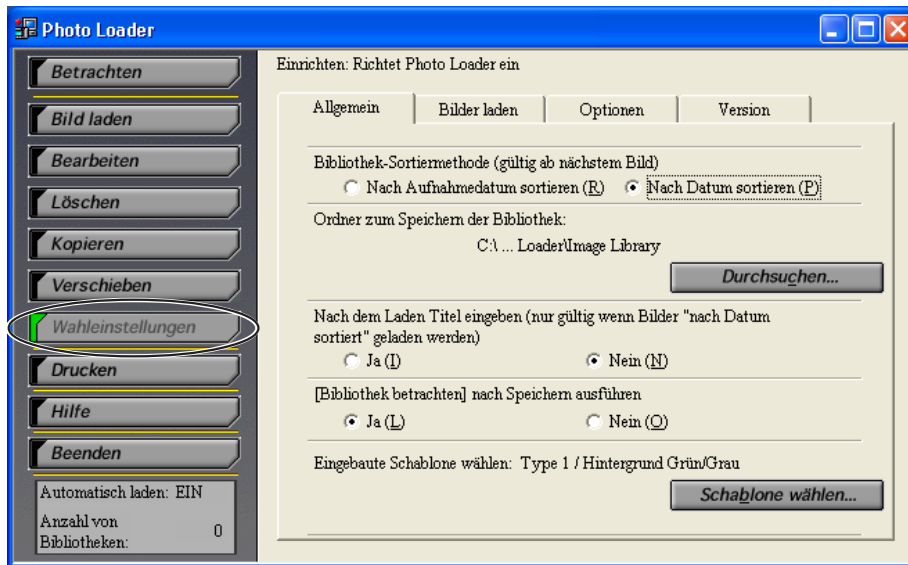 Photo Loader
Betrachten
Bild laden
Bearbeiten
Löschen
Kopieren
Verschieben
Wahleinstellungen
Drucken
Hilfe
Beenden
Automatisch laden: EIN
Anzahl von
Bibliotheken: 0
Einrichten: Richtet Photo Loader ein
Allgemein Bilder laden Optionen Version
Bibliothek-Sortiermethode (gültig ab nächstem Bild)
Nach Aufnahmedatum sortieren (R) Nach Datum sortieren (P)
Ordner zum Speichern der Bibliothek:
C:\ ... Loader\Image Library
Durchsuchen...
Nach dem Laden Titel eingeben (nur gültig wenn Bilder "nach Datum
sortiert" geladen werden)
Ja (I) Nein (N)
[Bibliothek betrachten] nach Speichern ausführen
Ja (L) Nein (O)
Eingebaute Schablone wählen: Type 1 / Hintergrund Grün/Grau
Schablone wählen...